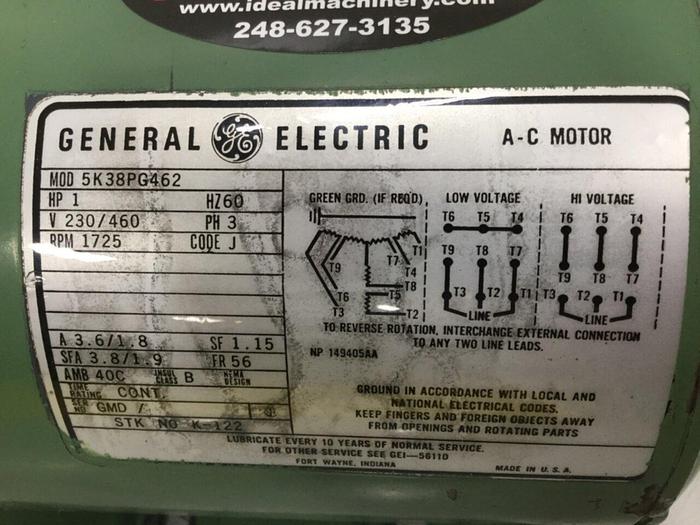 www.idealmachinery.com
248-627-3135
GENERAL GE ELECTRIC A-C MOTOR
MOD 5K38PG462
HP 1 HZ 60
V 230/460 PH 3
RPM 1725 CODE J
A 3.6/1.8 SF 1.15
SFA 3.8/1.9 FR 56
AMB 40C INSUL CLASS B NEMA DESIGN
TIME RATING CONT.
SER NO GMD
STK NO K-122
GREEN GRD. (IF REQ'D)
T1
T7
T9
T4
T8
T6
T5
T3
T2
LOW VOLTAGE
T6 T5 T4
T9 T8 T7
T3 T2 T1
LINE
HI VOLTAGE
T6 T5 T4
T9 T8 T7
T3 T2 T1
LINE
TO REVERSE ROTATION, INTERCHANGE EXTERNAL CONNECTION
TO ANY TWO LINE LEADS.
NP 149405AA
GROUND IN ACCORDANCE WITH LOCAL AND
NATIONAL ELECTRICAL CODES.
KEEP FINGERS AND FOREIGN OBJECTS AWAY
FROM OPENINGS AND ROTATING PARTS
LUBRICATE EVERY 10 YEARS OF NORMAL SERVICE.
FOR OTHER SERVICE SEE GEI—5611D
FORT WAYNE, INDIANA
MADE IN U.S.A.